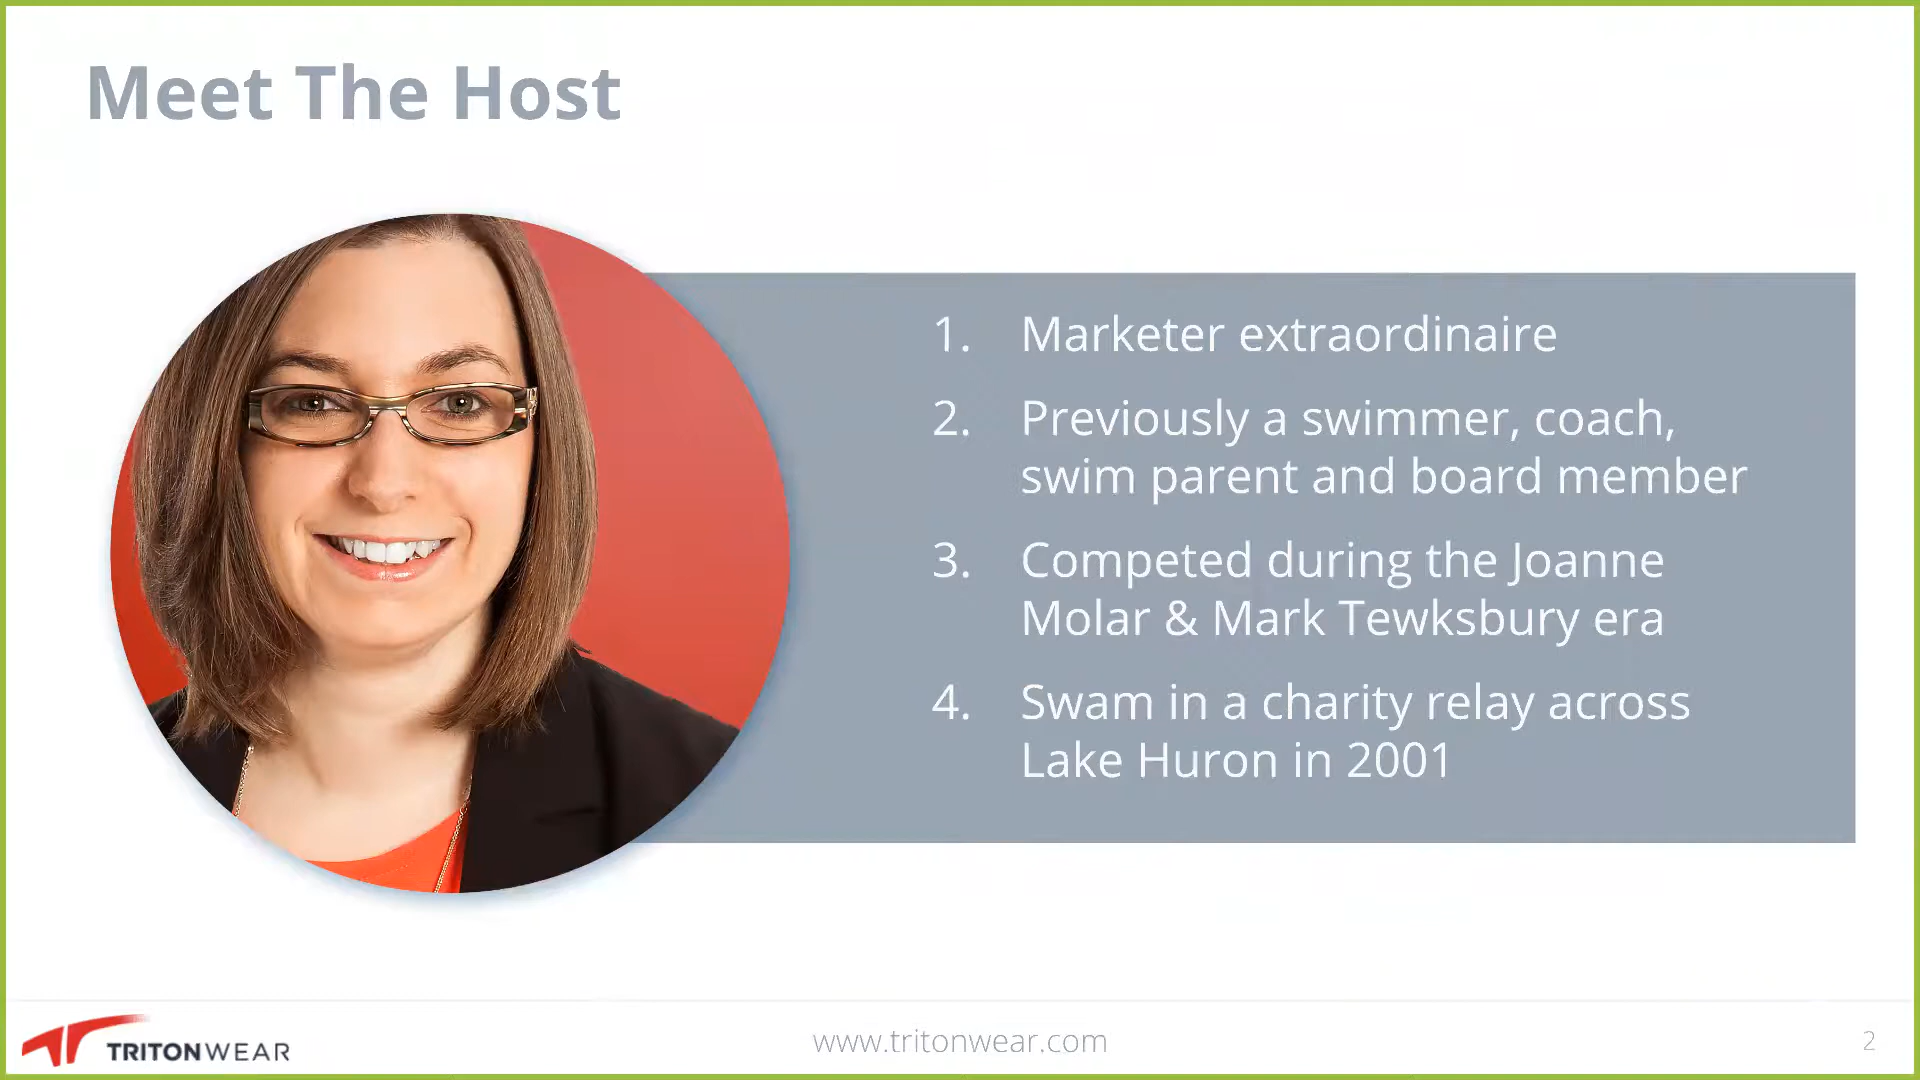 Meet The Host
1. Marketer extraordinaire
2. Previously a swimmer, coach,
swim parent and board member
3. Competed during the Joanne
Molar & Mark Tewksbury era
4. Swam in a charity relay across
Lake Huron in 2001
TRITONWEAR
www.tritonwear.com
2